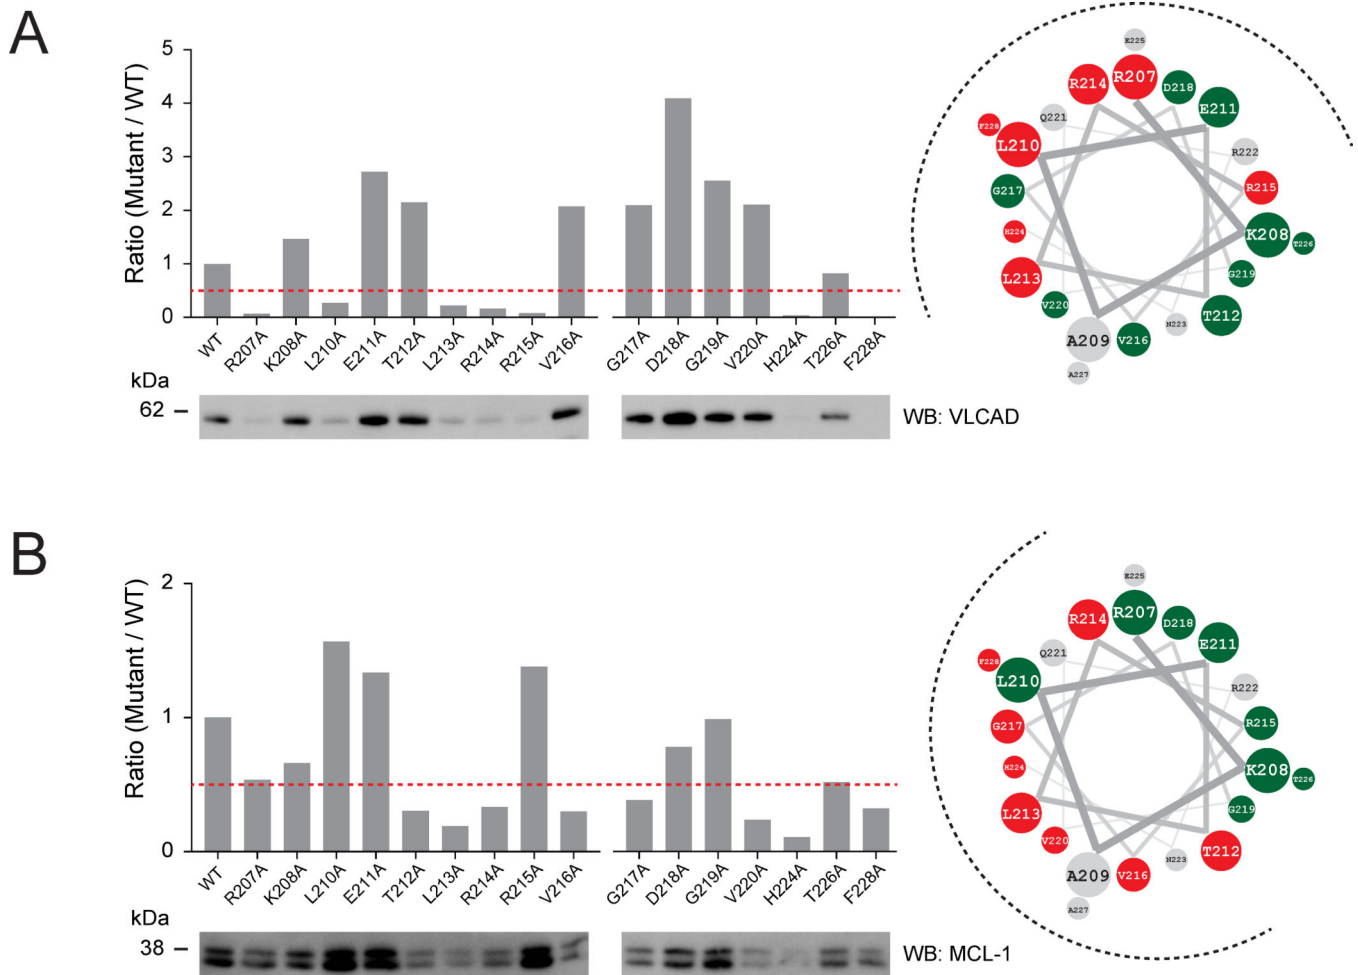 A
Ratio (Mutant / WT)
5
4
3
2
1
0
WT
R207A
K208A
L210A
E211A
T212A
L213A
R214A
R215A
V216A
G217A
D218A
G219A
V220A
H224A
T226A
F228A
kDa
62
WB: VLCAD
E225
R214
R207
D218
E211
Q221
F228
L210
R222
G217
R215
H224
K208
T226
L213
G219
V220
T212
N223
A209
V216
A227
B
Ratio (Mutant / WT)
2
1
0
WT
R207A
K208A
L210A
E211A
T212A
L213A
R214A
R215A
V216A
G217A
D218A
G219A
V220A
H224A
T226A
F228A
kDa
38
WB: MCL-1
E225
R214
R207
D218
E211
Q221
F228
L210
R222
G217
R215
H224
K208
T226
L213
G219
V220
T212
N223
A209
V216
A227